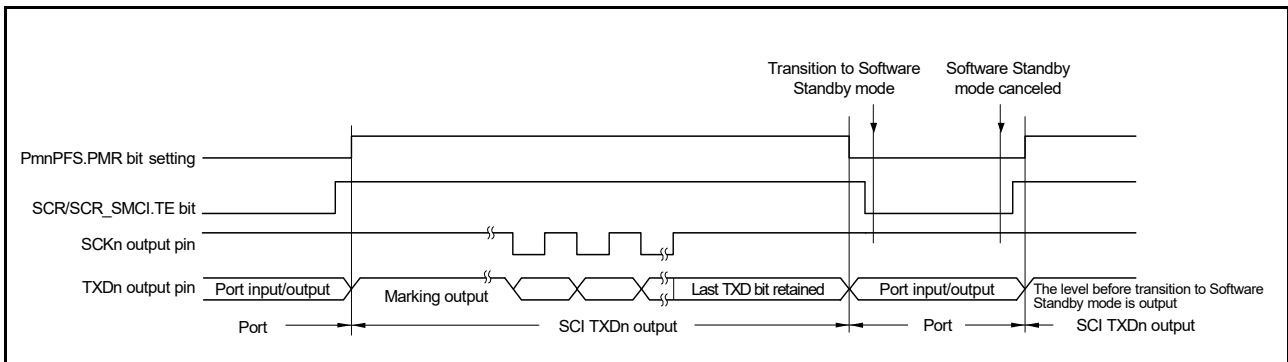 Transition to Software
Standby mode
Software Standby
mode canceled
PmnPFS.PMR bit setting
SCR/SCR_SMCI.TE bit
SCKn output pin
TXDn output pin
Port input/output
Marking output
Last TXD bit retained
Port input/output
The level before transition to Software
Standby mode is output
Port
SCI TXDn output
Port
SCI TXDn output